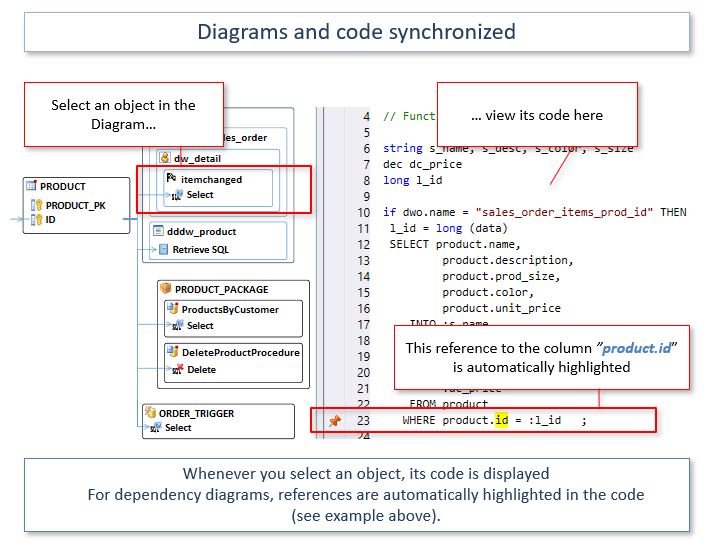 Diagrams and code synchronized
Select an object in the
Diagram…
… view its code here
les_order
dw_detail
itemchanged
Select
PRODUCT
PRODUCT_PK
ID
dddw_product
Retrieve SQL
PRODUCT_PACKAGE
ProductsByCustomer
Select
DeleteProductProcedure
Delete
ORDER_TRIGGER
Select
4 // Funct
5
6 string s_name, s_desc, s_color, s_size
7 dec dc_price
8 long l_id
9
10 if dwo.name = "sales_order_items_prod_id" THEN
11 l_id = long (data)
12 SELECT product.name,
13 product.description,
14 product.prod_size,
15 product.color,
16 product.unit_price
17 INTO :s_name
18
19
20
21 :dc_price
22 FROM product
23 WHERE product.id = :l_id ;
24
This reference to the column "product.id"
is automatically highlighted
Whenever you select an object, its code is displayed
For dependency diagrams, references are automatically highlighted in the code
(see example above).